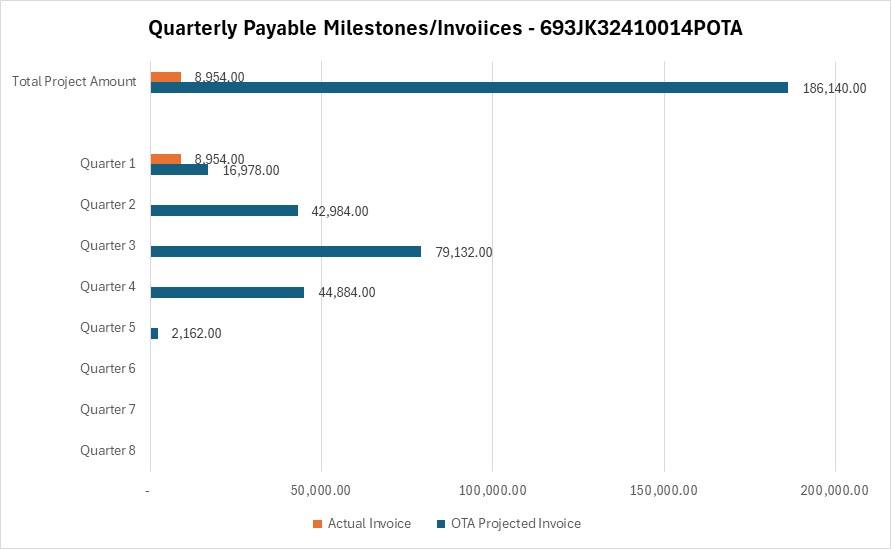 Quarterly Payable Milestones/Invoiices - 693JK32410014POTA
Total Project Amount
8,954.00
186,140.00
Quarter 1
8,954.00
16,978.00
Quarter 2
42,984.00
Quarter 3
79,132.00
Quarter 4
44,884.00
Quarter 5
2,162.00
Quarter 6
Quarter 7
Quarter 8
- 50,000.00 100,000.00 150,000.00 200,000.00
Actual Invoice OTA Projected Invoice